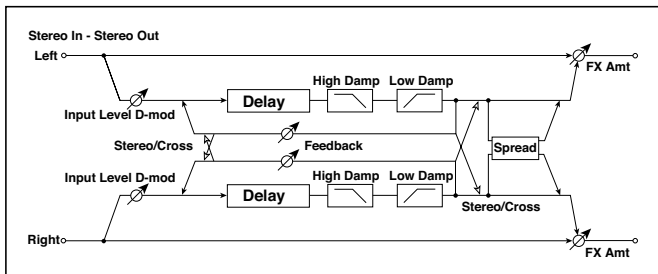 Stereo In - Stereo Out
Left
FX Amt
High Damp
Low Damp
Delay
Input Level D-mod
Stereo/Cross
Feedback
Spread
Input Level D-mod
High Damp
Low Damp
Delay
Stereo/Cross
Right
FX Amt